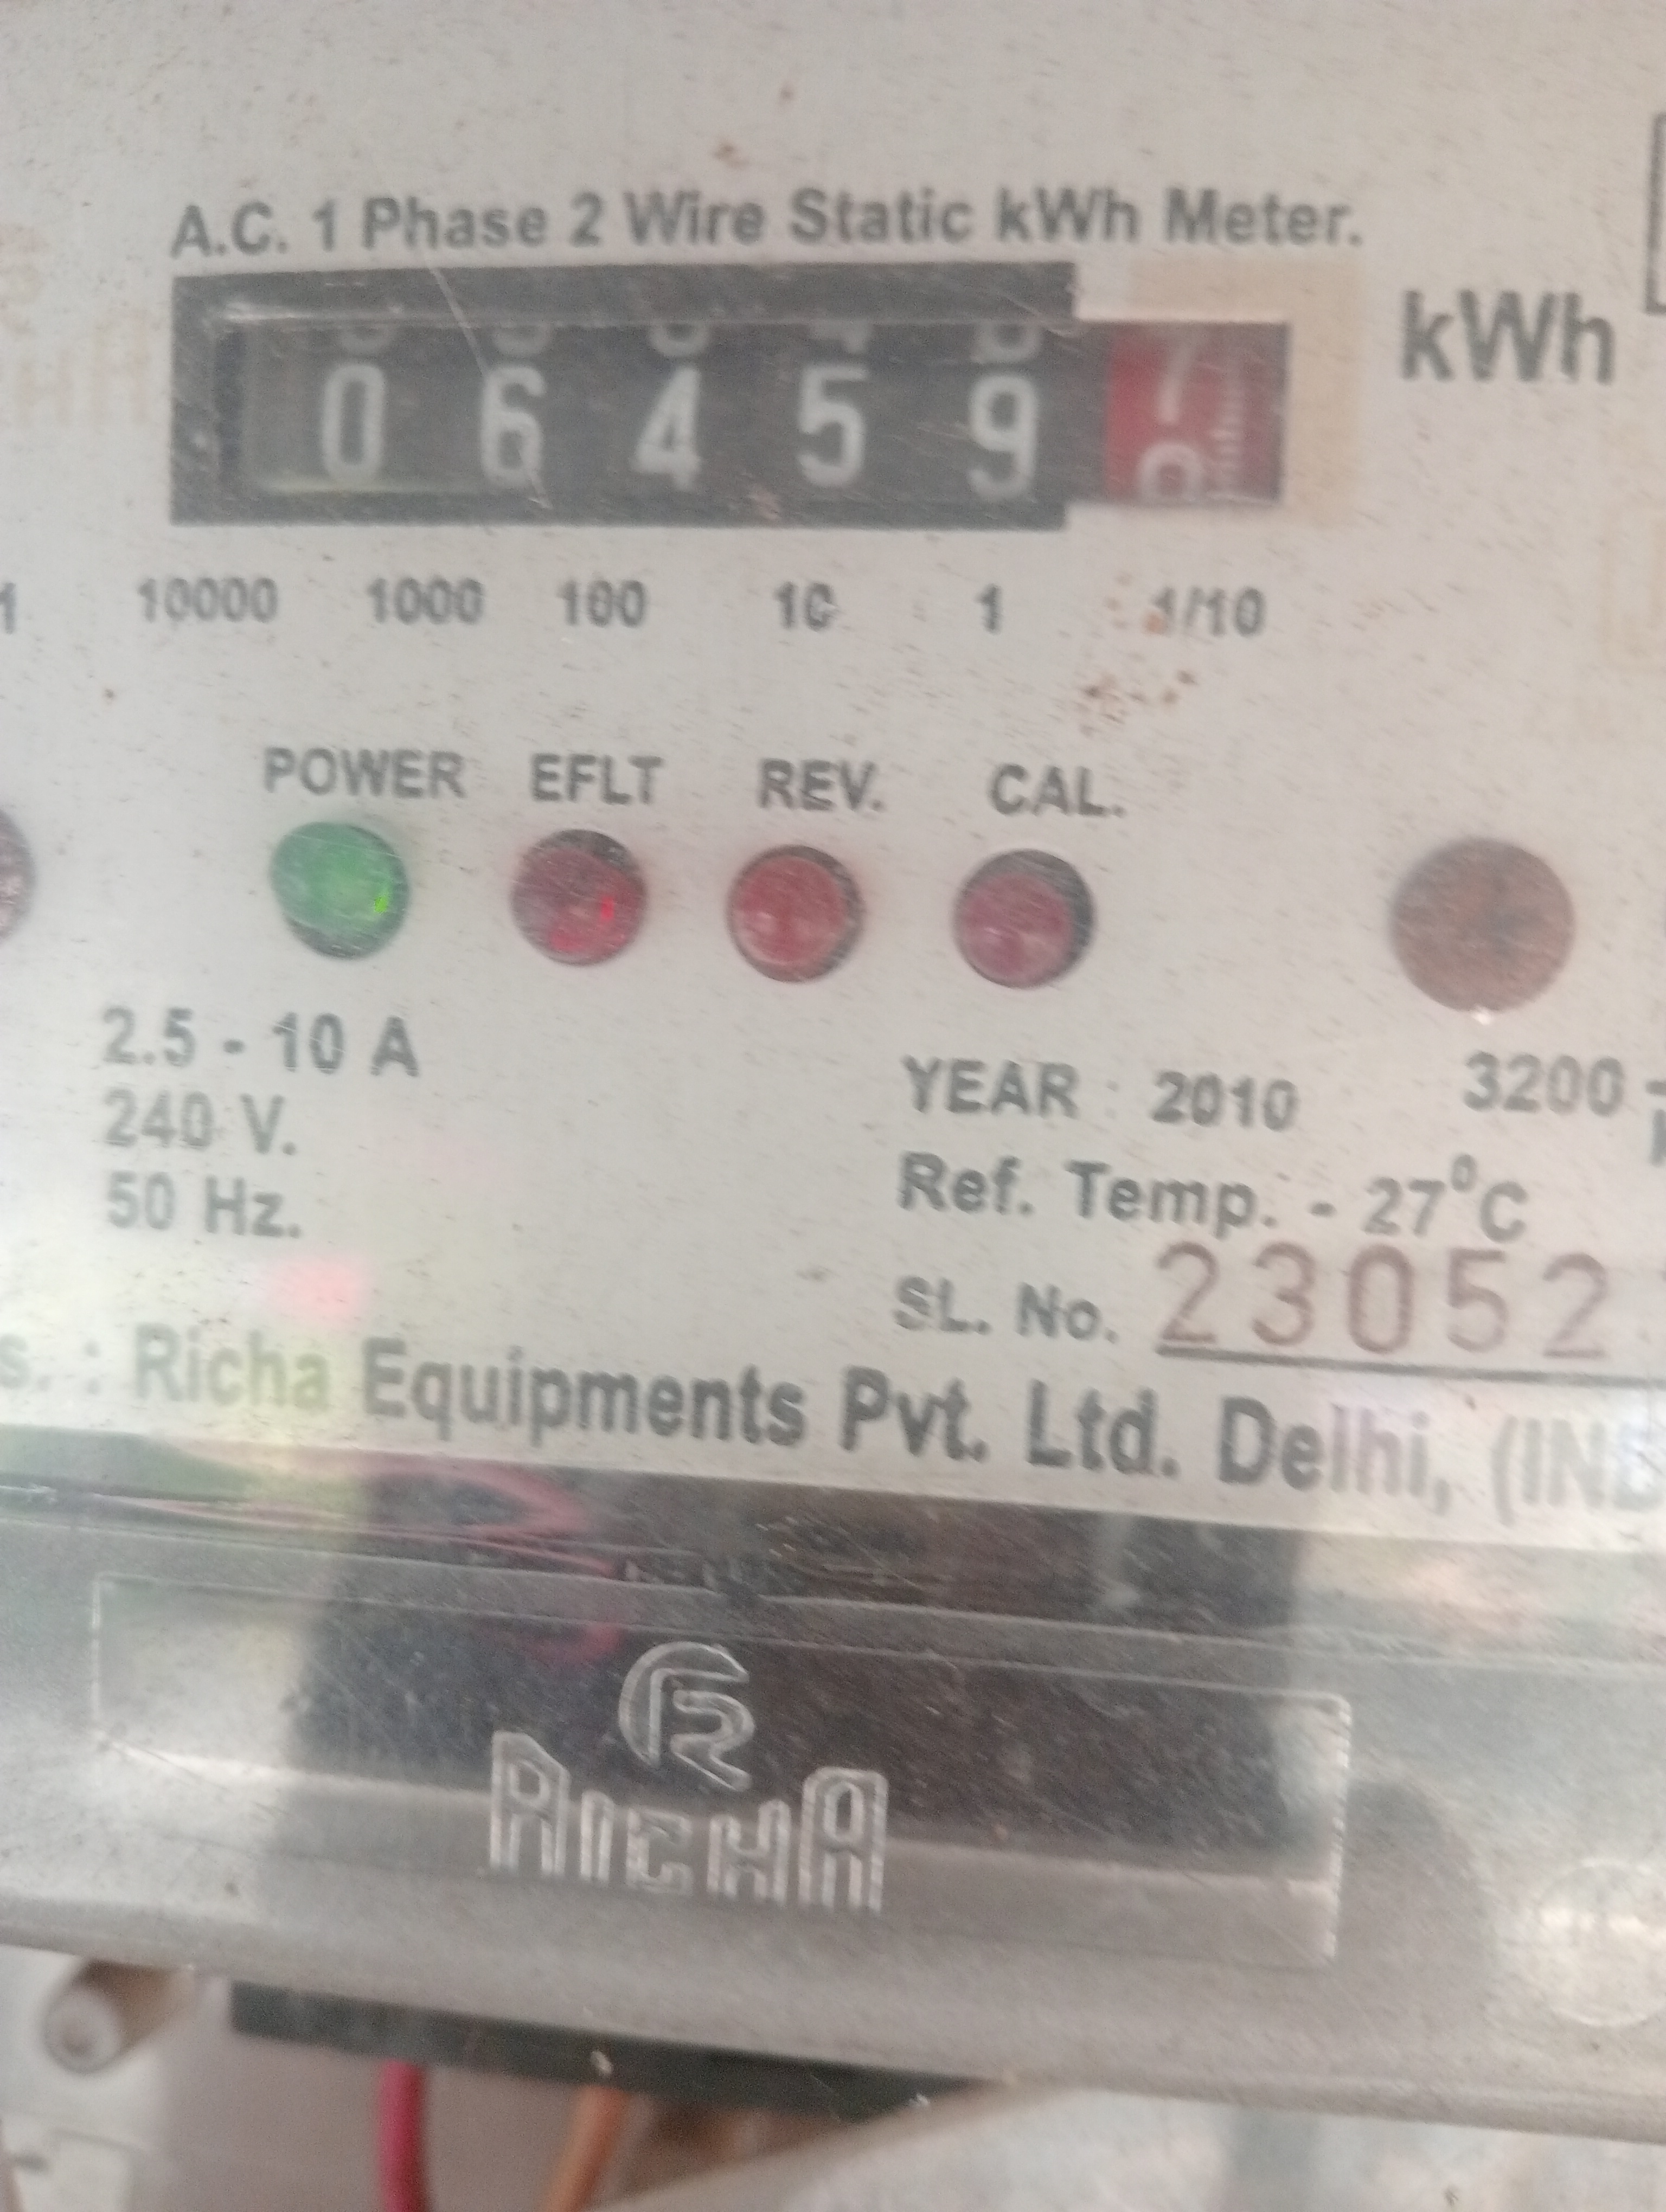 A.C. 1 Phase 2 Wire Static kWh Meter.
0 6 4 5 9
kWh
1 10000 1000 100 10 1 1/10
POWER EFLT REV. CAL.
2.5 - 10 A
240 V.
50 Hz.
YEAR : 2010 3200
Ref. Temp. - 27°C
SL. No. 23052
s. : Richa Equipments Pvt. Ltd. Delhi, (IND
RICHA